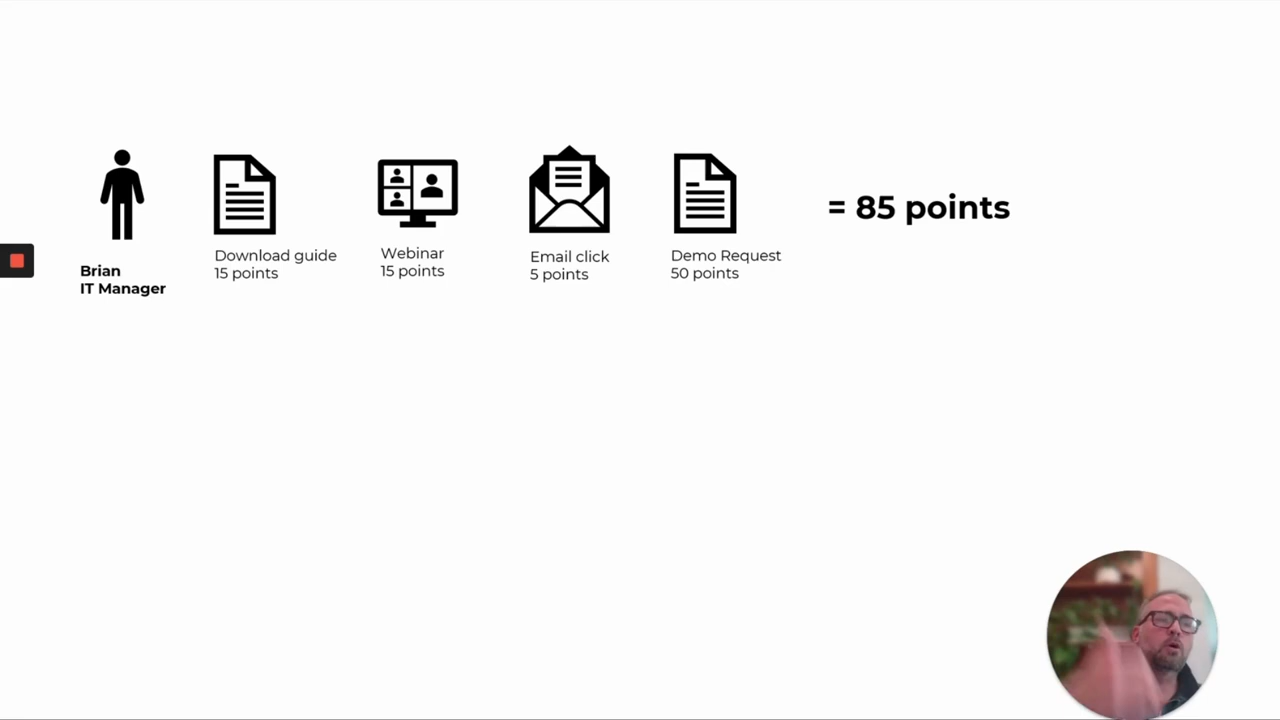 Brian
IT Manager
Download guide
15 points
Webinar
15 points
Email click
5 points
Demo Request
50 points
= 85 points